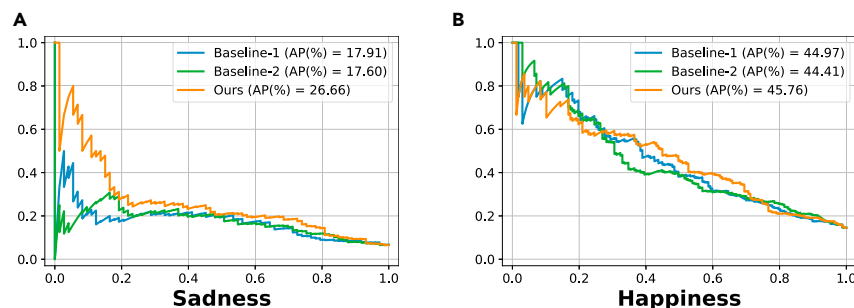 A
B
1.0
0.8
0.6
0.4
0.2
0.0
Baseline-1 (AP(%) = 17.91)
Baseline-2 (AP(%) = 17.60)
Ours (AP(%) = 26.66)
0.0 0.2 0.4 0.6 0.8 1.0
Sadness
1.0
0.8
0.6
0.4
0.2
0.0
Baseline-1 (AP(%) = 44.97)
Baseline-2 (AP(%) = 44.41)
Ours (AP(%) = 45.76)
0.0 0.2 0.4 0.6 0.8 1.0
Happiness